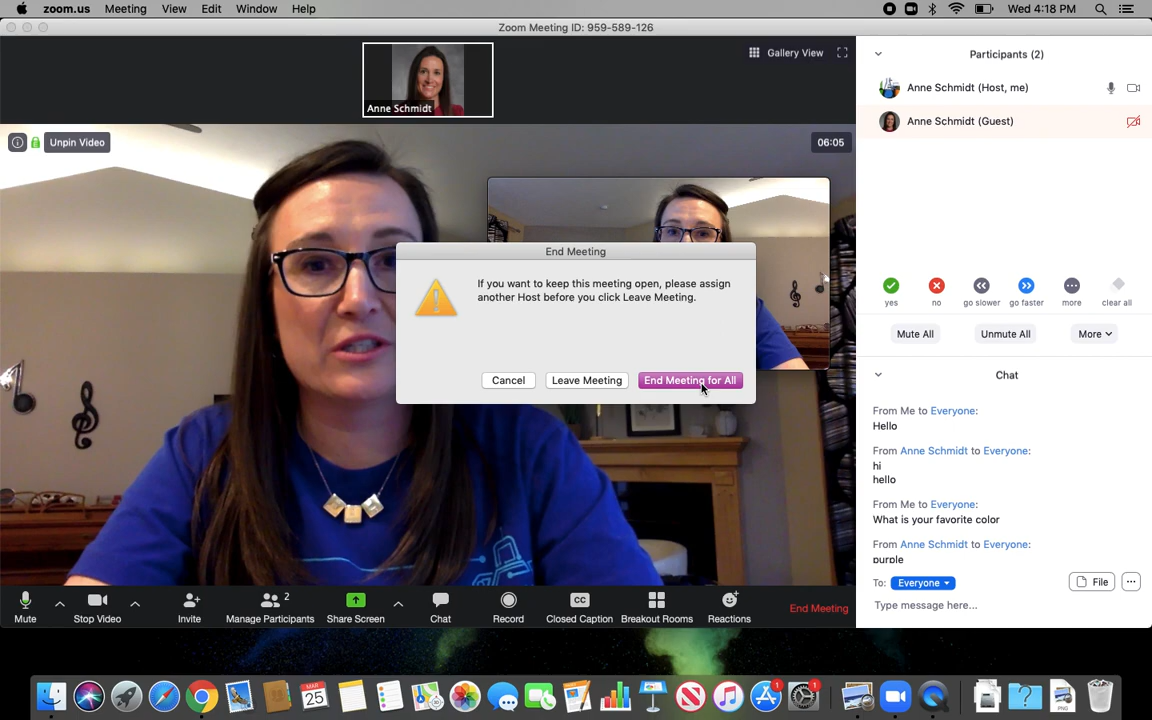 zoom.us Meeting View Edit Window Help Wed 4:18 PM
Zoom Meeting ID: 959-589-126
Anne Schmidt
Gallery View
Unpin Video
06:05
End Meeting
If you want to keep this meeting open, please assign
another Host before you click Leave Meeting.
Cancel Leave Meeting End Meeting for All
Participants (2)
Anne Schmidt (Host, me)
Anne Schmidt (Guest)
yes no go slower go faster more clear all
Mute All Unmute All More
Chat
From Me to Everyone:
Hello
From Anne Schmidt to Everyone:
hi
hello
From Me to Everyone:
What is your favorite color
From Anne Schmidt to Everyone:
purple
To: Everyone File
Type message here...
2
CC
Mute Stop Video Invite Manage Participants Share Screen Chat Record Closed Caption Breakout Rooms Reactions End Meeting
MAR
25
1
1
PNG